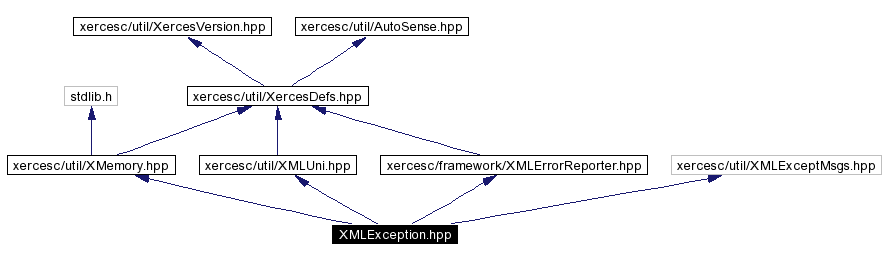 xercesc/util/XercesVersion.hpp
xercesc/util/AutoSense.hpp
stdlib.h
xercesc/util/XercesDefs.hpp
xercesc/util/XMemory.hpp
xercesc/util/XMLUni.hpp
xercesc/framework/XMLErrorReporter.hpp
xercesc/util/XMLExceptMsgs.hpp
XMLException.hpp